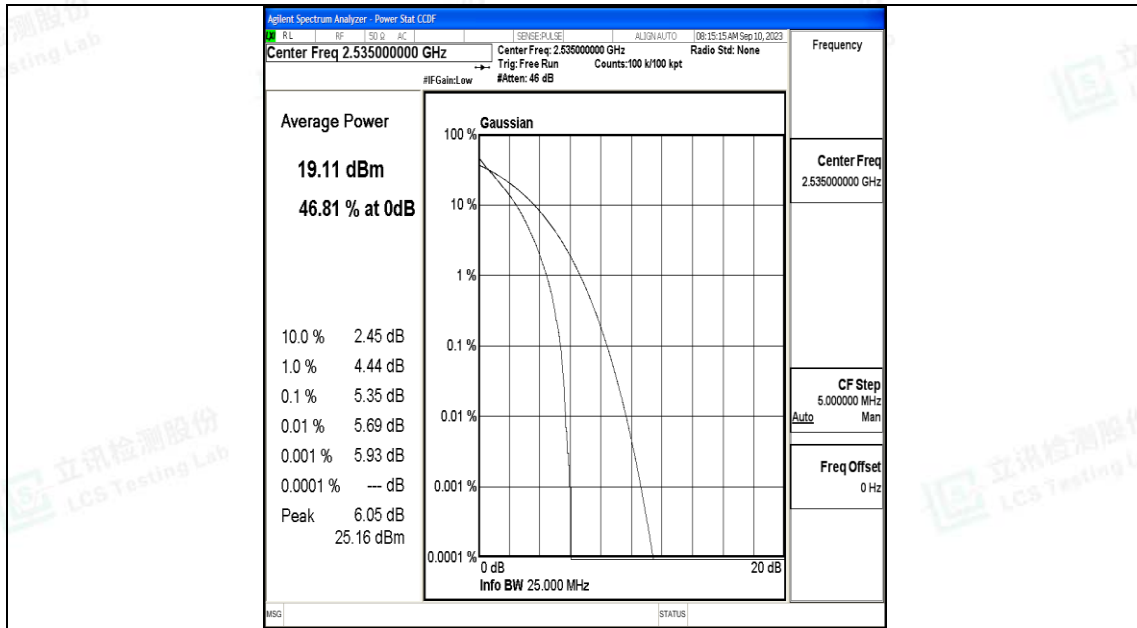 Agilent Spectrum Analyzer - Power Stat CCDF
LXI RL RF 50 Ω AC SENSE:PULSE ALIGN AUTO 08:15:15 AM Sep 10, 2023
Center Freq 2.535000000 GHz
Center Freq: 2.535000000 GHz Radio Std: None
Trig: Free Run Counts:100 k/100 kpt
#IFGain:Low #Atten: 46 dB
Frequency
Average Power
19.11 dBm
46.81 % at 0dB
10.0 % 2.45 dB
1.0 % 4.44 dB
0.1 % 5.35 dB
0.01 % 5.69 dB
0.001 % 5.93 dB
0.0001 % --- dB
Peak 6.05 dB
25.16 dBm
Gaussian
100 %
10 %
1 %
0.1 %
0.01 %
0.001 %
0.0001 %
0 dB 20 dB
Info BW 25.000 MHz
Center Freq
2.535000000 GHz
CF Step
5.000000 MHz
Auto Man
Freq Offset
0 Hz
MSG STATUS
立讯检测股份
LCS Testing Lab
立讯检测股份